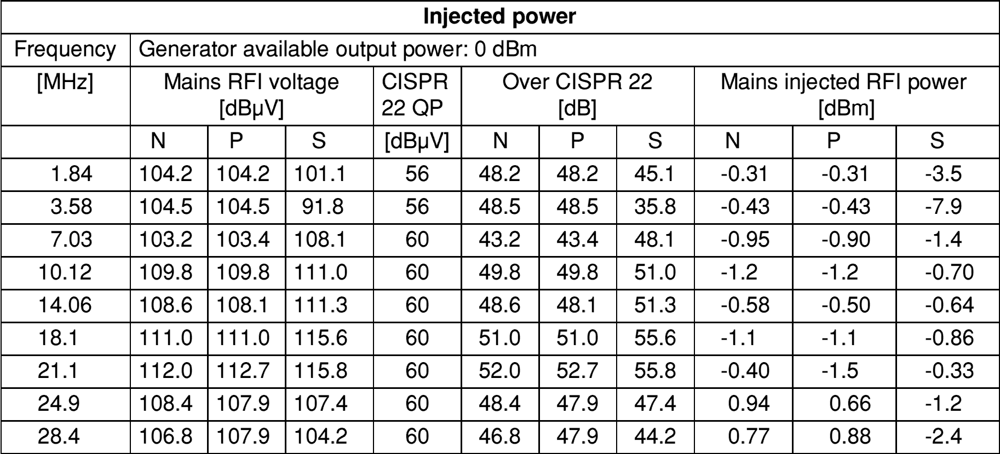 Injected power
Frequency Generator available output power: 0 dBm
[MHz] Mains RFI voltage CISPR Over CISPR 22 Mains injected RFI power
[dBµV] 22 QP [dB] [dBm]
N P S [dBµV] N P S N P S
1.84 104.2 104.2 101.1 56 48.2 48.2 45.1 -0.31 -0.31 -3.5
3.58 104.5 104.5 91.8 56 48.5 48.5 35.8 -0.43 -0.43 -7.9
7.03 103.2 103.4 108.1 60 43.2 43.4 48.1 -0.95 -0.90 -1.4
10.12 109.8 109.8 111.0 60 49.8 49.8 51.0 -1.2 -1.2 -0.70
14.06 108.6 108.1 111.3 60 48.6 48.1 51.3 -0.58 -0.50 -0.64
18.1 111.0 111.0 115.6 60 51.0 51.0 55.6 -1.1 -1.1 -0.86
21.1 112.0 112.7 115.8 60 52.0 52.7 55.8 -0.40 -1.5 -0.33
24.9 108.4 107.9 107.4 60 48.4 47.9 47.4 0.94 0.66 -1.2
28.4 106.8 107.9 104.2 60 46.8 47.9 44.2 0.77 0.88 -2.4